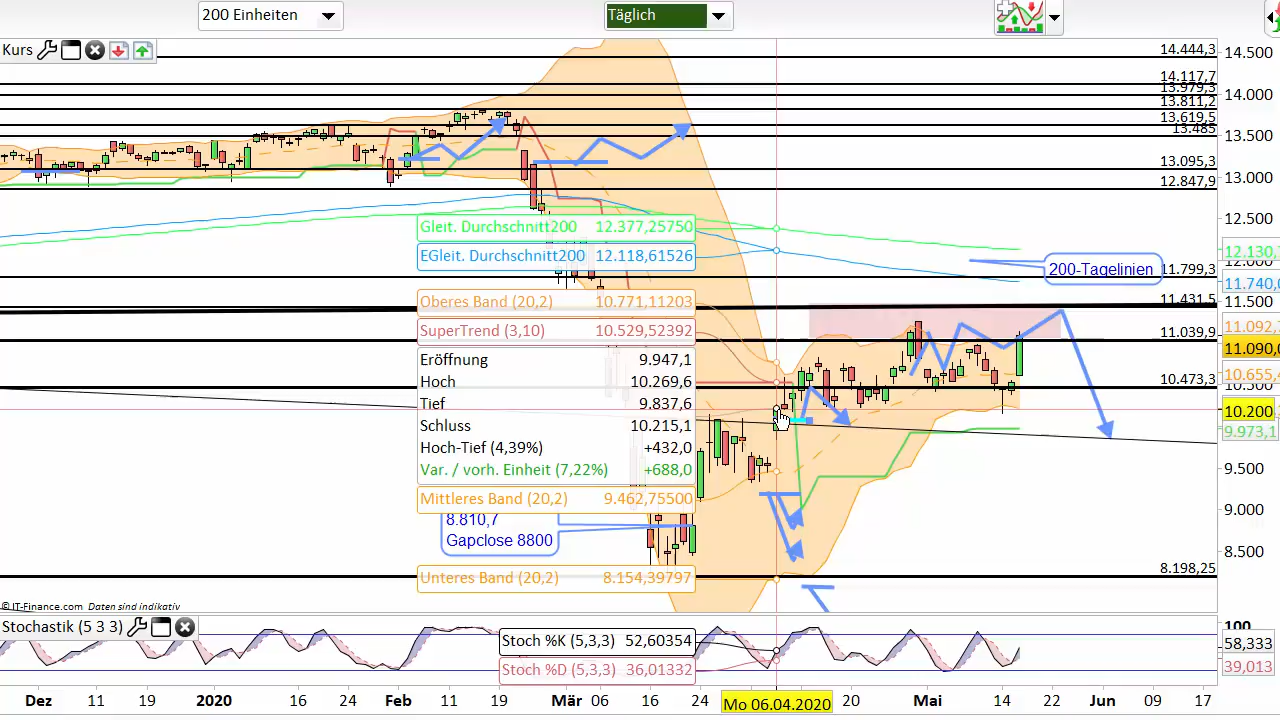 200 Einheiten
Täglich
Kurs
14.444,3
14.117,7
13.979,3
13.811,2
13.619,5
13.485
13.095,3
12.847,9
11.799,3
11.431,5
11.039,9
10.473,3
8.198,25
14.500
14.000
13.500
13.000
12.500
12.130,
12.000
11.740,0
11.500
11.092,
11.090,0
10.655,4
10.500
10.200
9.973,1
9.500
9.000
8.500
200-Tagelinien
Gleit. Durchschnitt200 12.377,25750
EGleit. Durchschnitt200 12.118,61526
Oberes Band (20,2) 10.771,11203
SuperTrend (3,10) 10.529,52392
Eröffnung 9.947,1
Hoch 10.269,6
Tief 9.837,6
Schluss 10.215,1
Hoch-Tief (4,39%) +432,0
Var. / vorh. Einheit (7,22%) +688,0
Mittleres Band (20,2) 9.462,75500
8.810,7
Gapclose 8800
Unteres Band (20,2) 8.154,39797
© IT-Finance.com Daten sind indikativ
Stochastik (5 3 3)
Stoch %K (5,3,3) 52,60354
Stoch %D (5,3,3) 36,01332
100
58,333
39,013
Dez 11 19 2020 16 24 Feb 11 19 Mär 06 16 24 Mo 06.04.2020 20 Mai 14 22 Jun 09 17